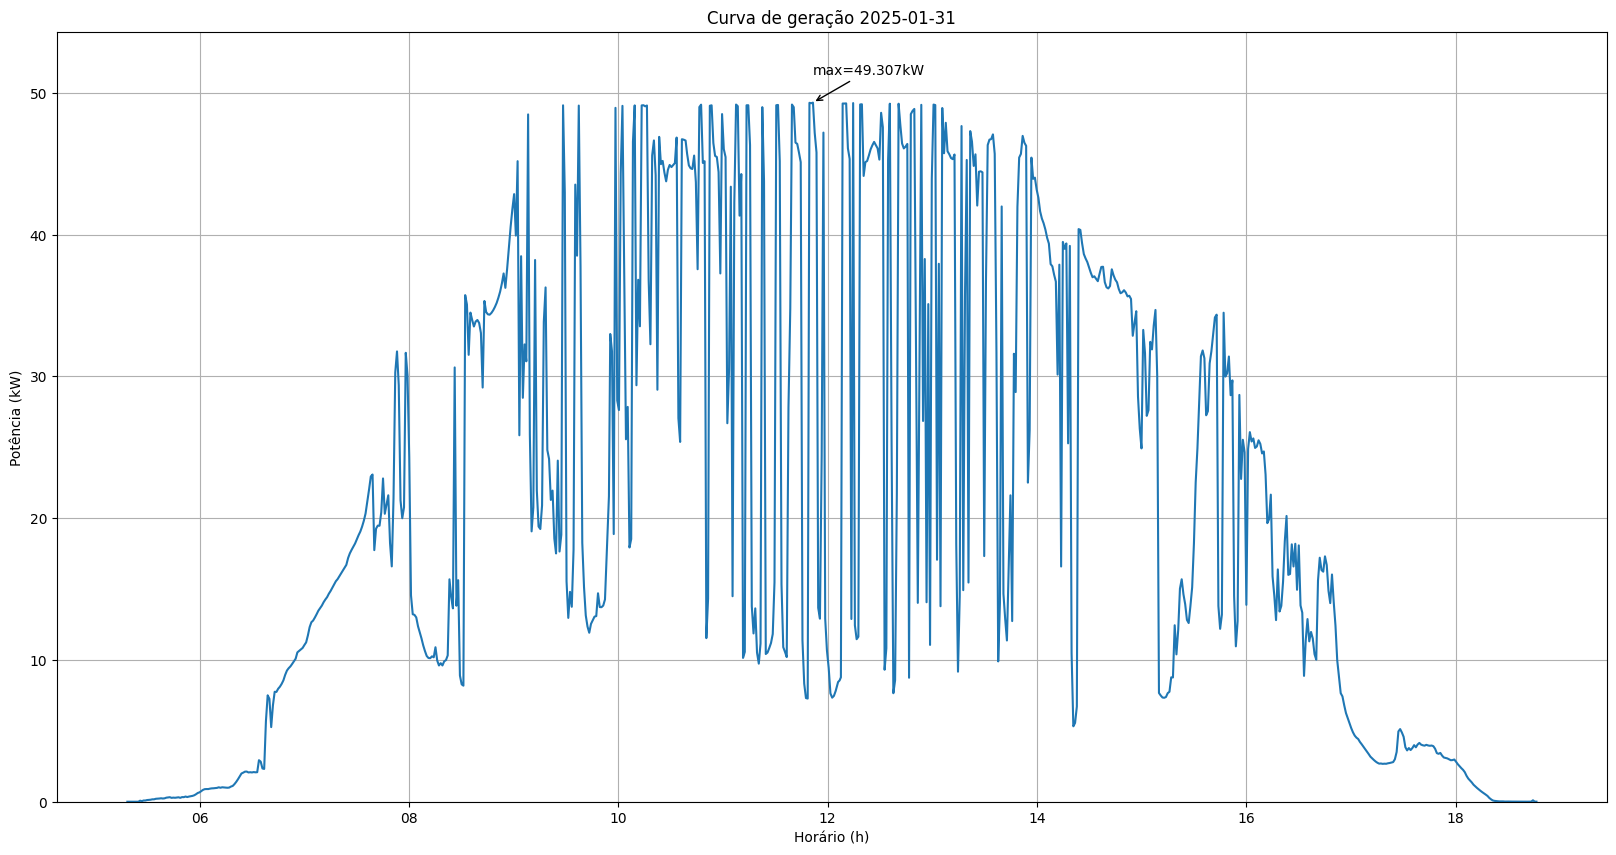 Curva de geração 2025-01-31
max=49.307kW
50
40
30
20
10
0
Potência (kW)
06 08 10 12 14 16 18
Horário (h)